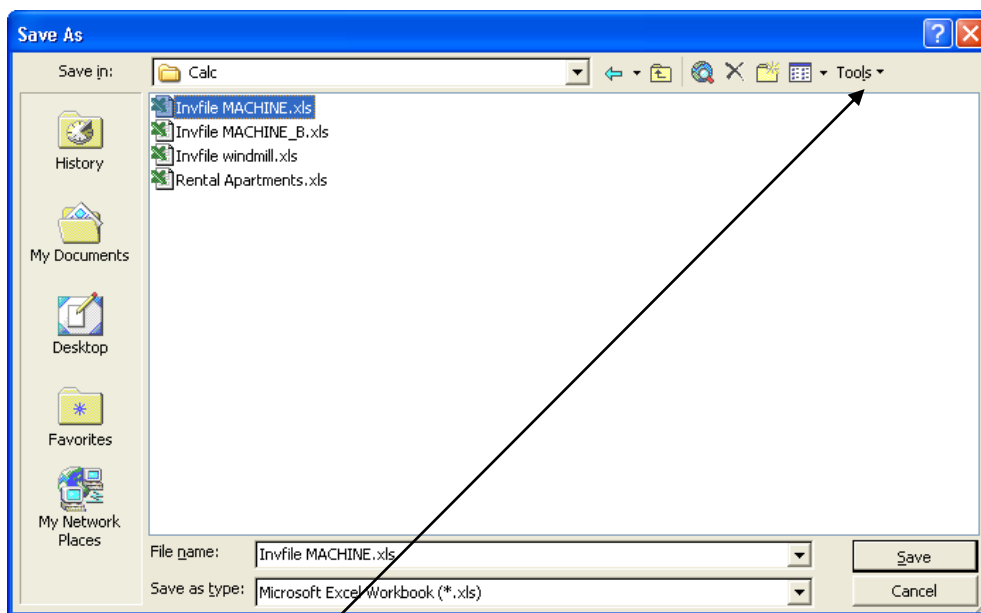 Save As
Save in:
Calc
Tools
Invfile MACHINE.xls
Invfile MACHINE_B.xls
Invfile windmill.xls
Rental Apartments.xls
History
My Documents
Desktop
Favorites
My Network
Places
File name:
Invfile MACHINE.xls
Save
Save as type:
Microsoft Excel Workbook (*.xls)
Cancel